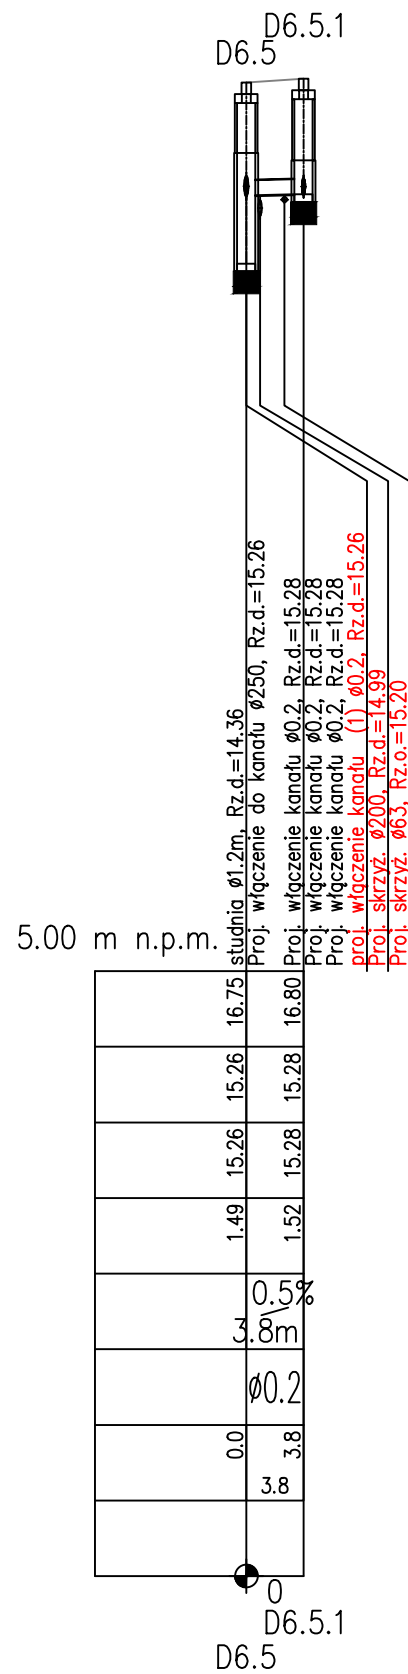 D6.5.1
D6.5
studnia ø1.2m, Rz.d.=14.36
Proj. włączenie do kanału ø250, Rz.d.=15.26
Proj. włączenie kanału ø0.2, Rz.d.=15.28
Proj. włączenie kanału ø0.2, Rz.d.=15.28
Proj. włączenie kanału ø0.2, Rz.d.=15.28
proj. włączenie kanału (1) ø0.2, Rz.d.=15.26
Proj. skrzyż. ø200, Rz.d.=14.99
Proj. skrzyż. ø63, Rz.o.=15.20
5.00 m n.p.m.
16.75 16.80
15.26 15.28
15.26 15.28
1.49 1.52
0.5%
3.8m
ø0.2
0.0 3.8
3.8
0
D6.5.1
D6.5